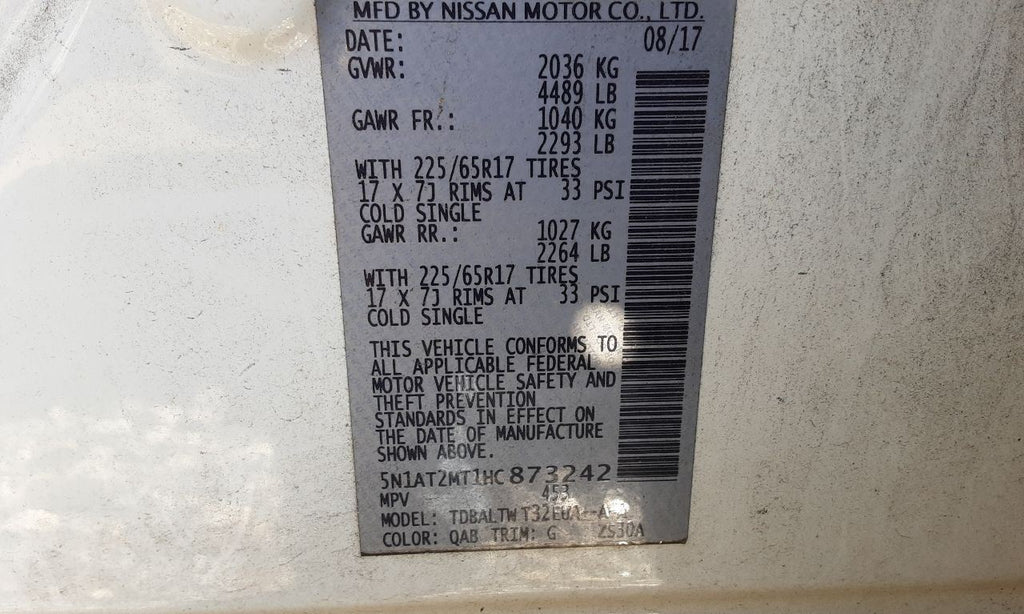 MFD BY NISSAN MOTOR CO., LTD.
DATE: 08/17
GVWR: 2036 KG
4489 LB
GAWR FR.: 1040 KG
2293 LB
WITH 225/65R17 TIRES
17 X 7J RIMS AT 33 PSI
COLD SINGLE
GAWR RR.: 1027 KG
2264 LB
WITH 225/65R17 TIRES
17 X 7J RIMS AT 33 PSI
COLD SINGLE
THIS VEHICLE CONFORMS TO
ALL APPLICABLE FEDERAL
MOTOR VEHICLE SAFETY AND
THEFT PREVENTION
STANDARDS IN EFFECT ON
THE DATE OF MANUFACTURE
SHOWN ABOVE.
5N1AT2MT1HC873242
MPV 453
MODEL: TDBALTW
COLOR: QAB TRIM: G